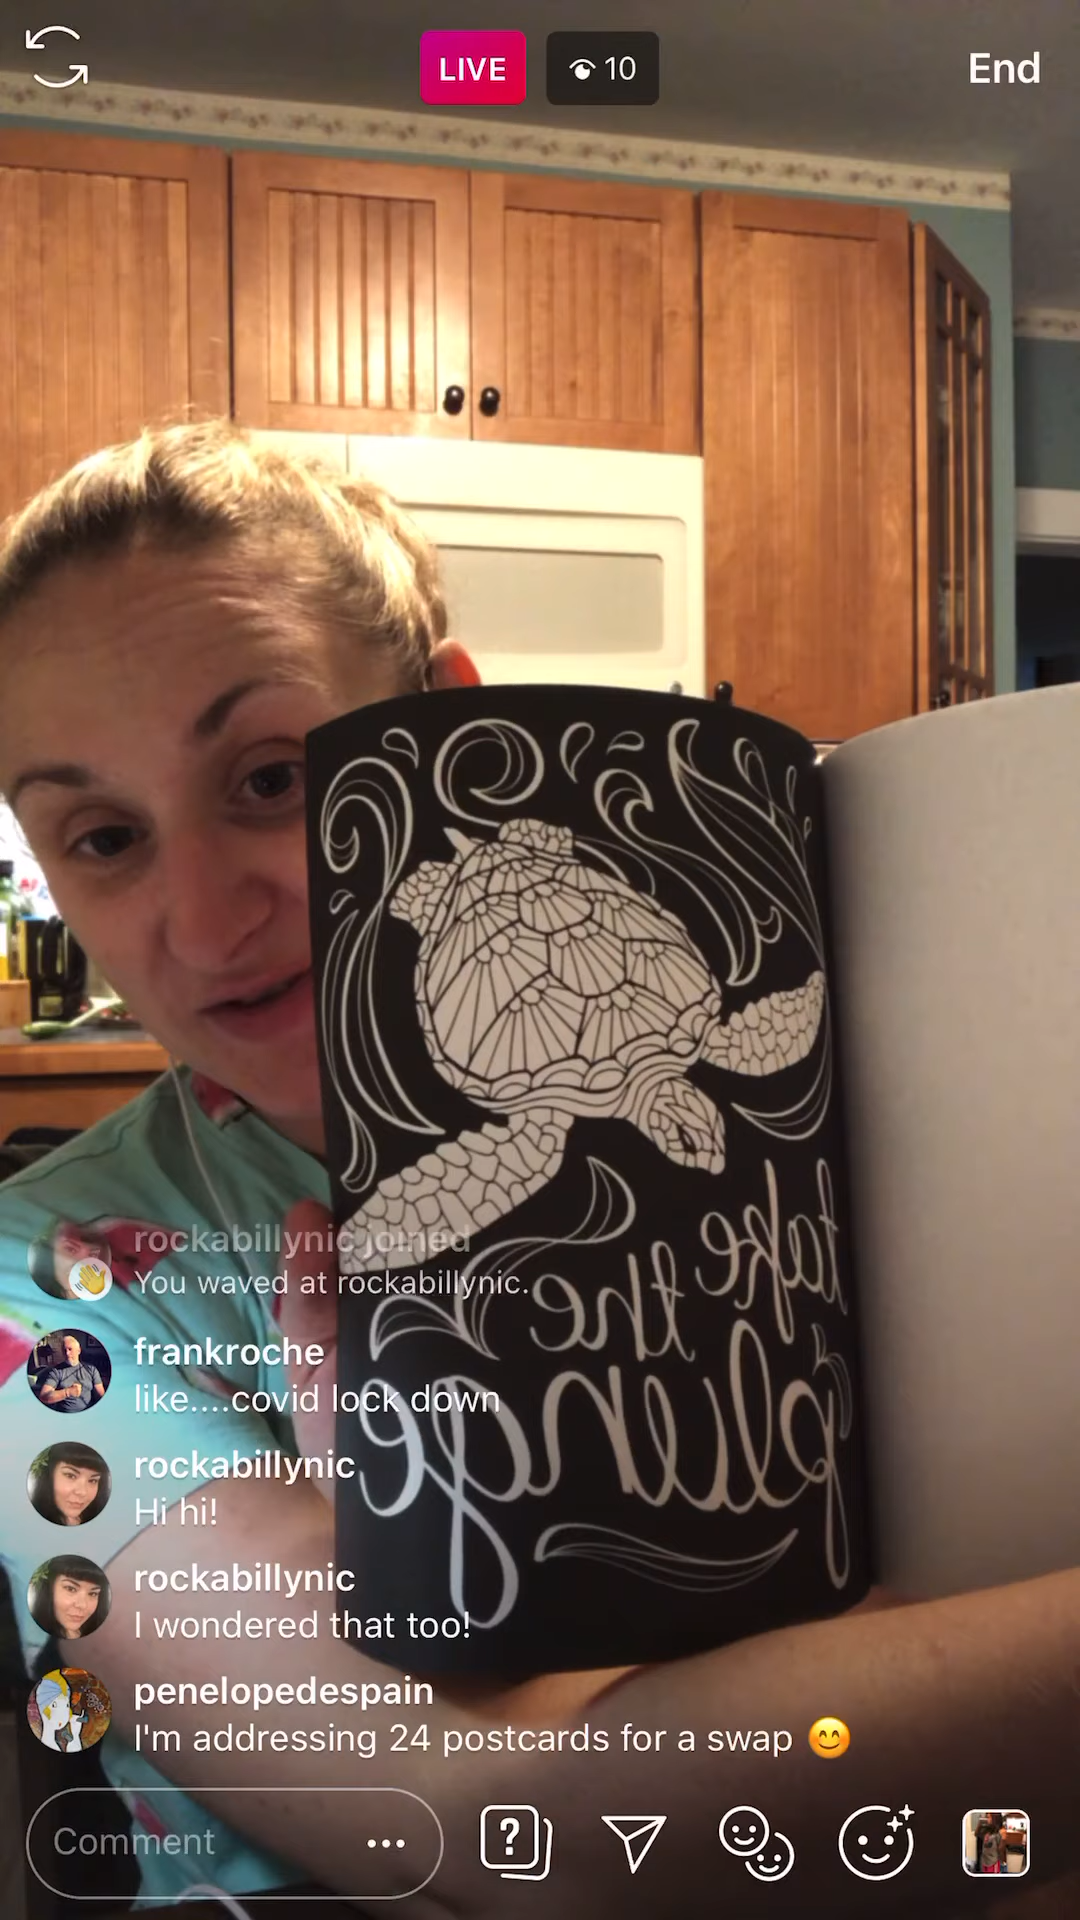 LIVE
10
End
take
the
plunge
rockabillynic joined
You waved at rockabillynic.
frankroche
like....covid lock down
rockabillynic
Hi hi!
rockabillynic
I wondered that too!
penelopedespain
I'm addressing 24 postcards for a swap 😊
Comment